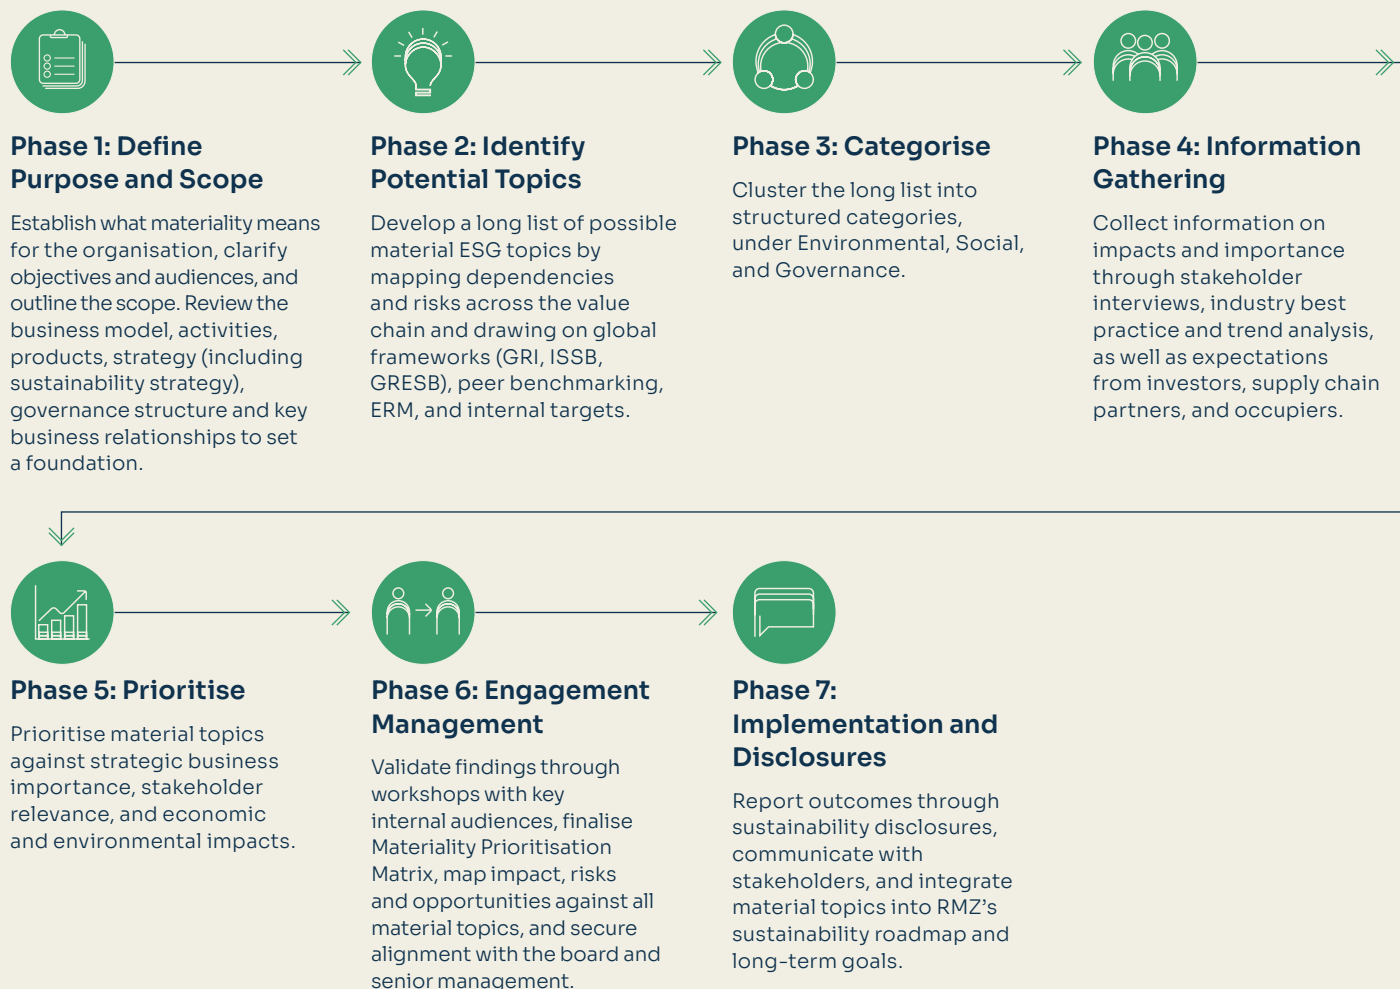 Phase 1: Define
Purpose and Scope
Establish what materiality means
for the organisation, clarify
objectives and audiences, and
outline the scope. Review the
business model, activities,
products, strategy (including
sustainability strategy),
governance structure and key
business relationships to set
a foundation.
Phase 2: Identify
Potential Topics
Develop a long list of possible
material ESG topics by
mapping dependencies
and risks across the value
chain and drawing on global
frameworks (GRI, ISSB,
GRESB), peer benchmarking,
ERM, and internal targets.
Phase 3: Categorise
Cluster the long list into
structured categories,
under Environmental, Social,
and Governance.
Phase 4: Information
Gathering
Collect information on
impacts and importance
through stakeholder
interviews, industry best
practice and trend analysis,
as well as expectations
from investors, supply chain
partners, and occupiers.
Phase 5: Prioritise
Prioritise material topics
against strategic business
importance, stakeholder
relevance, and economic
and environmental impacts.
Phase 6: Engagement
Management
Validate findings through
workshops with key
internal audiences, finalise
Materiality Prioritisation
Matrix, map impact, risks
and opportunities against all
material topics, and secure
alignment with the board and
senior management.
Phase 7:
Implementation and
Disclosures
Report outcomes through
sustainability disclosures,
communicate with
stakeholders, and integrate
material topics into RMZ’s
sustainability roadmap and
long-term goals.